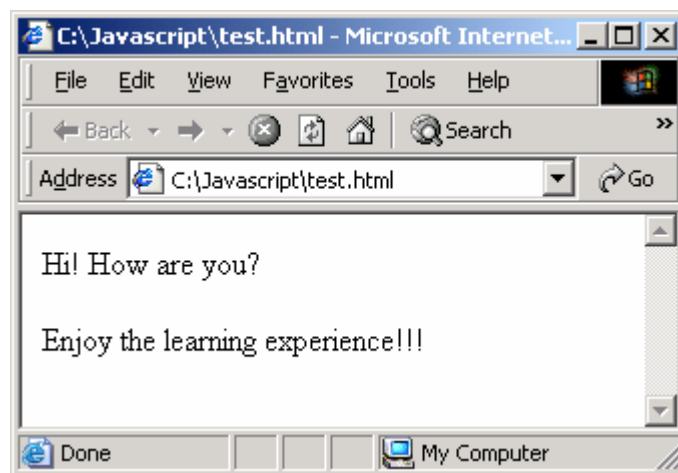 C:\Javascript\test.html - Microsoft Internet...
File Edit View Favorites Tools Help
Back Search »
Address C:\Javascript\test.html Go
Hi! How are you?
Enjoy the learning experience!!!
Done My Computer